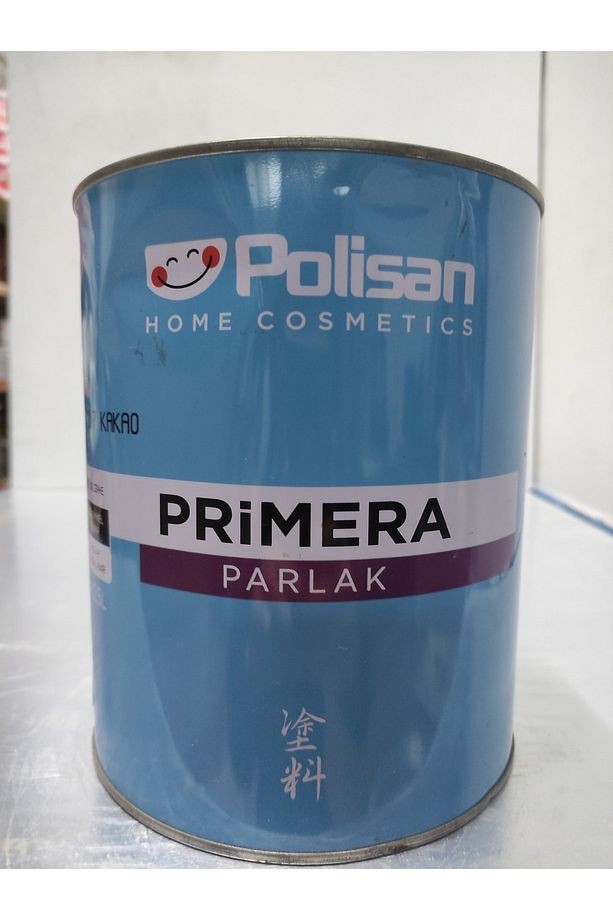 Polisan
HOME COSMETICS
KAKAO
PRiMERA
PARLAK
塗
料